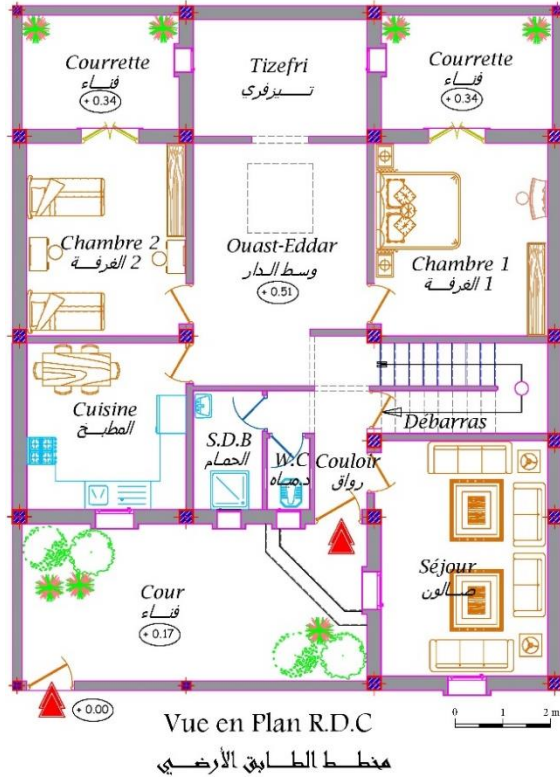 Courrette
فناء
+ 0.34
Tizefri
تيزفري
Courrette
فناء
+ 0.34
Chambre 2
الغرفة 2
Ouast-Eddar
وسط الدار
+ 0.51
Chambre 1
الغرفة 1
Cuisine
المطبخ
S.D.B
الحمام
W.C
د.مياه
Couloir
رواق
Débarras
Séjour
صالون
Cour
فناء
+ 0.17
+ 0.00
Vue en Plan R.D.C
0 1 2 m
مخطط الطابق الأرضي